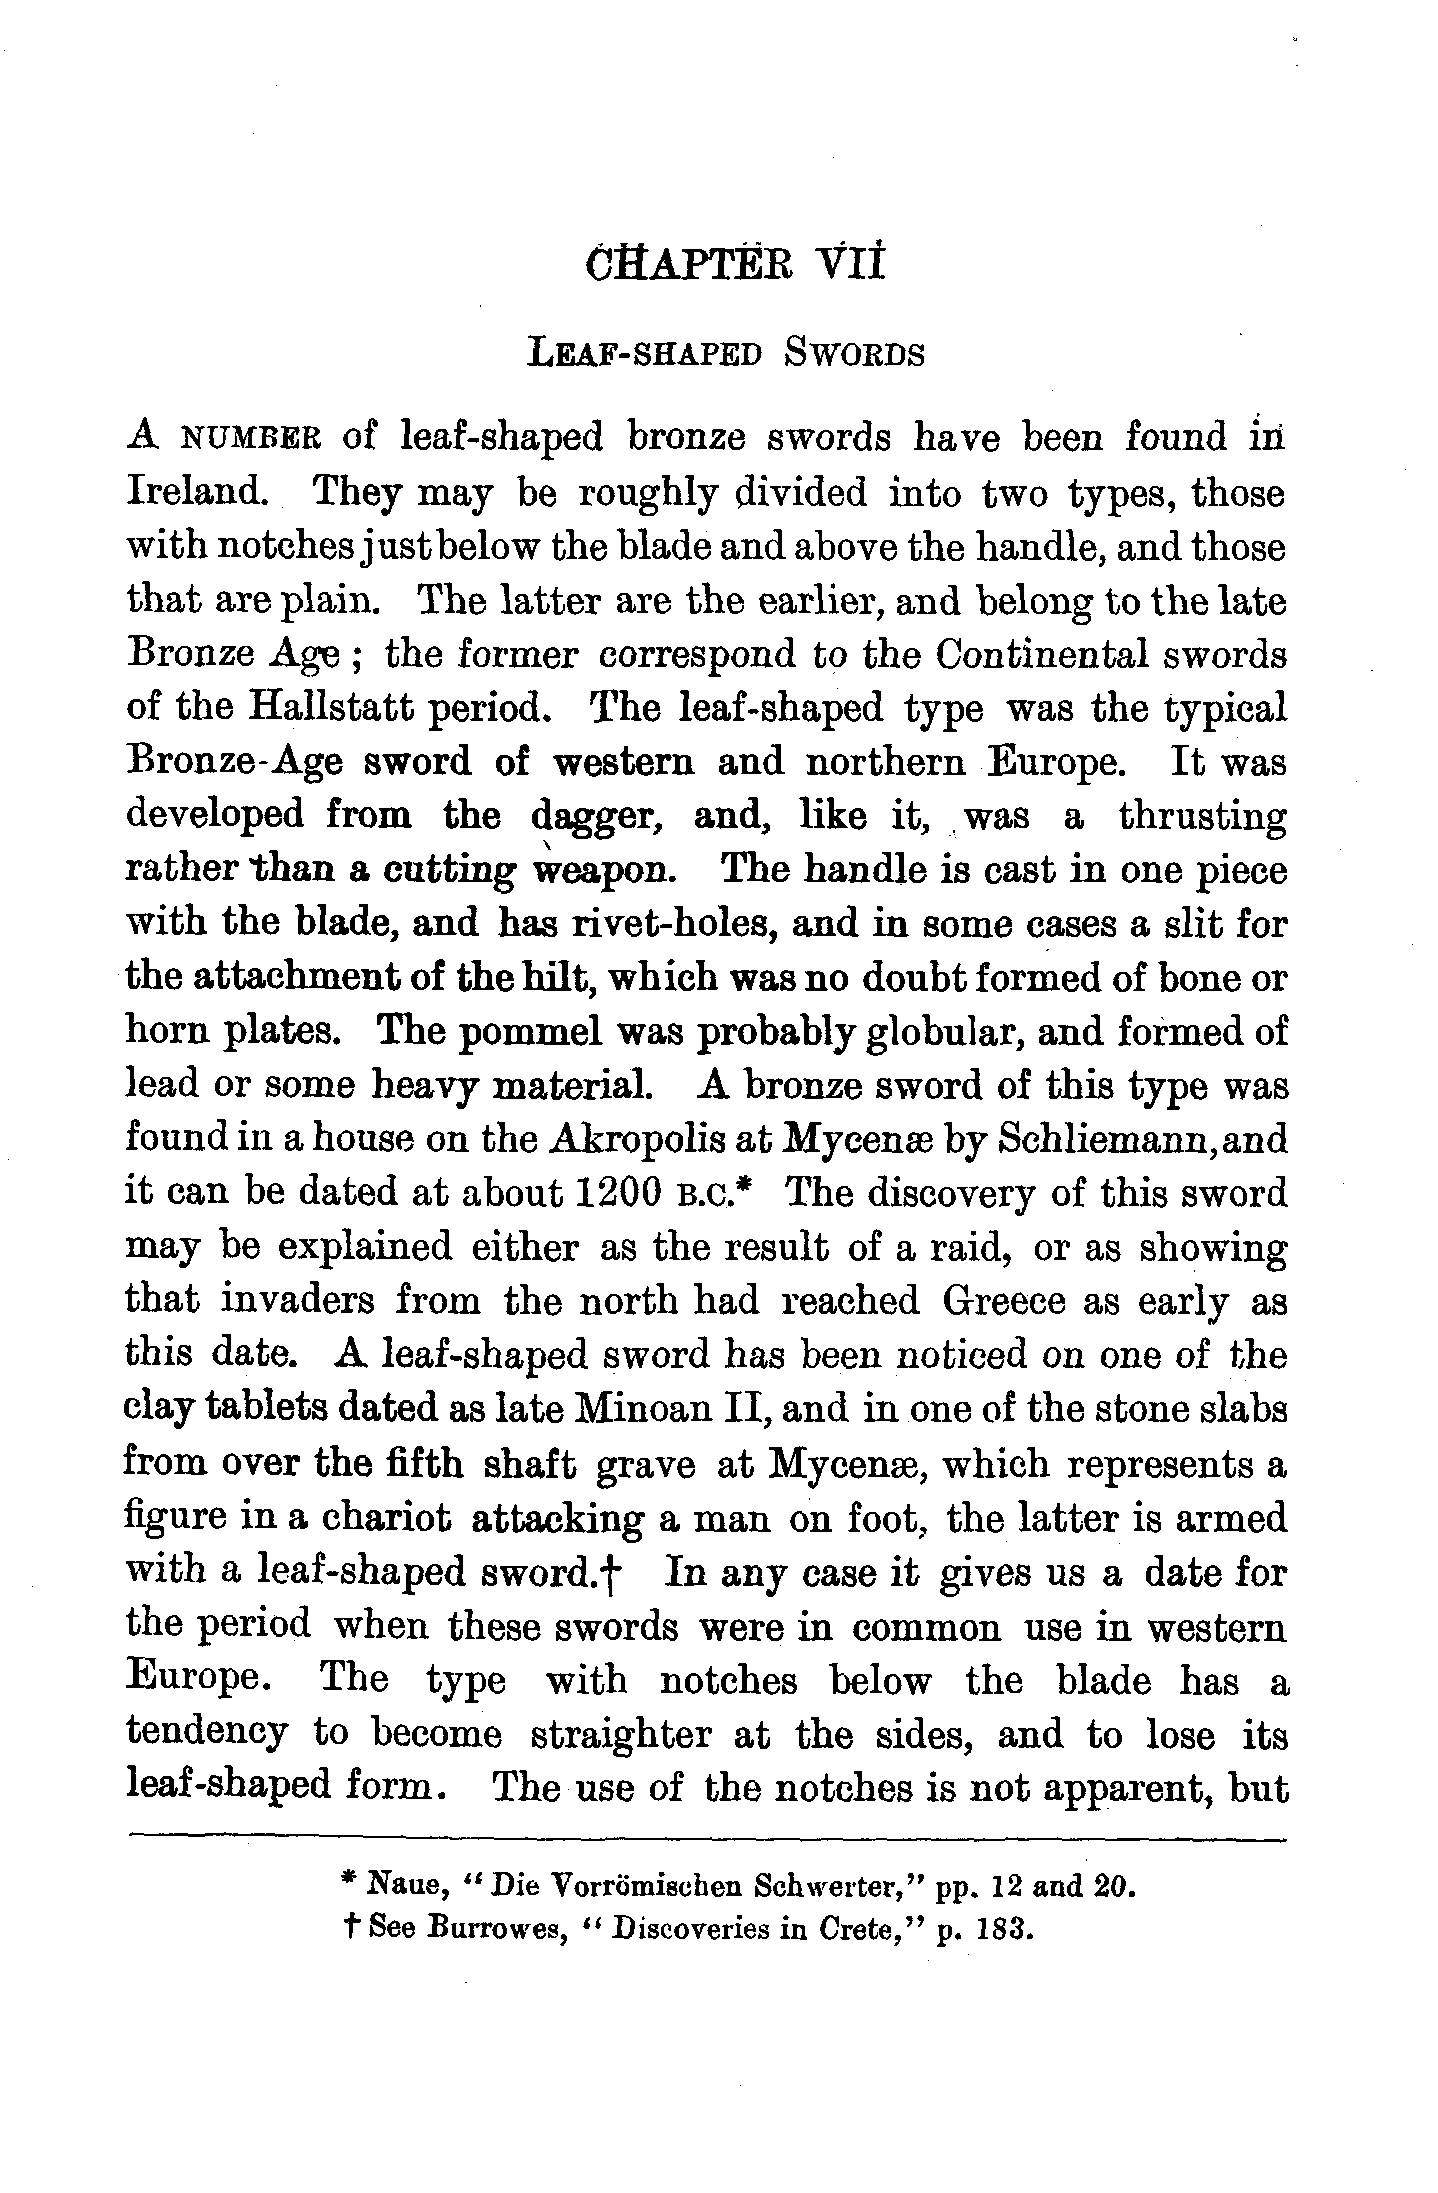 CHAPTER VII
LEAF-SHAPED SWORDS
A NUMBER of leaf-shaped bronze swords have been found in
Ireland. They may be roughly divided into two types, those
with notches just below the blade and above the handle, and those
that are plain. The latter are the earlier, and belong to the late
Bronze Age ; the former correspond to the Continental swords
of the Hallstatt period. The leaf-shaped type was the typical
Bronze-Age sword of western and northern Europe. It was
developed from the dagger, and, like it, was a thrusting
rather than a cutting weapon. The handle is cast in one piece
with the blade, and has rivet-holes, and in some cases a slit for
the attachment of the hilt, which was no doubt formed of bone or
horn plates. The pommel was probably globular, and formed of
lead or some heavy material. A bronze sword of this type was
found in a house on the Akropolis at Mycenæ by Schliemann, and
it can be dated at about 1200 B.C.* The discovery of this sword
may be explained either as the result of a raid, or as showing
that invaders from the north had reached Greece as early as
this date. A leaf-shaped sword has been noticed on one of the
clay tablets dated as late Minoan II, and in one of the stone slabs
from over the fifth shaft grave at Mycenæ, which represents a
figure in a chariot attacking a man on foot, the latter is armed
with a leaf-shaped sword.† In any case it gives us a date for
the period when these swords were in common use in western
Europe. The type with notches below the blade has a
tendency to become straighter at the sides, and to lose its
leaf-shaped form. The use of the notches is not apparent, but
* Naue, "Die Vorrömischen Schwerter," pp. 12 and 20.
† See Burrowes, "Discoveries in Crete," p. 183.